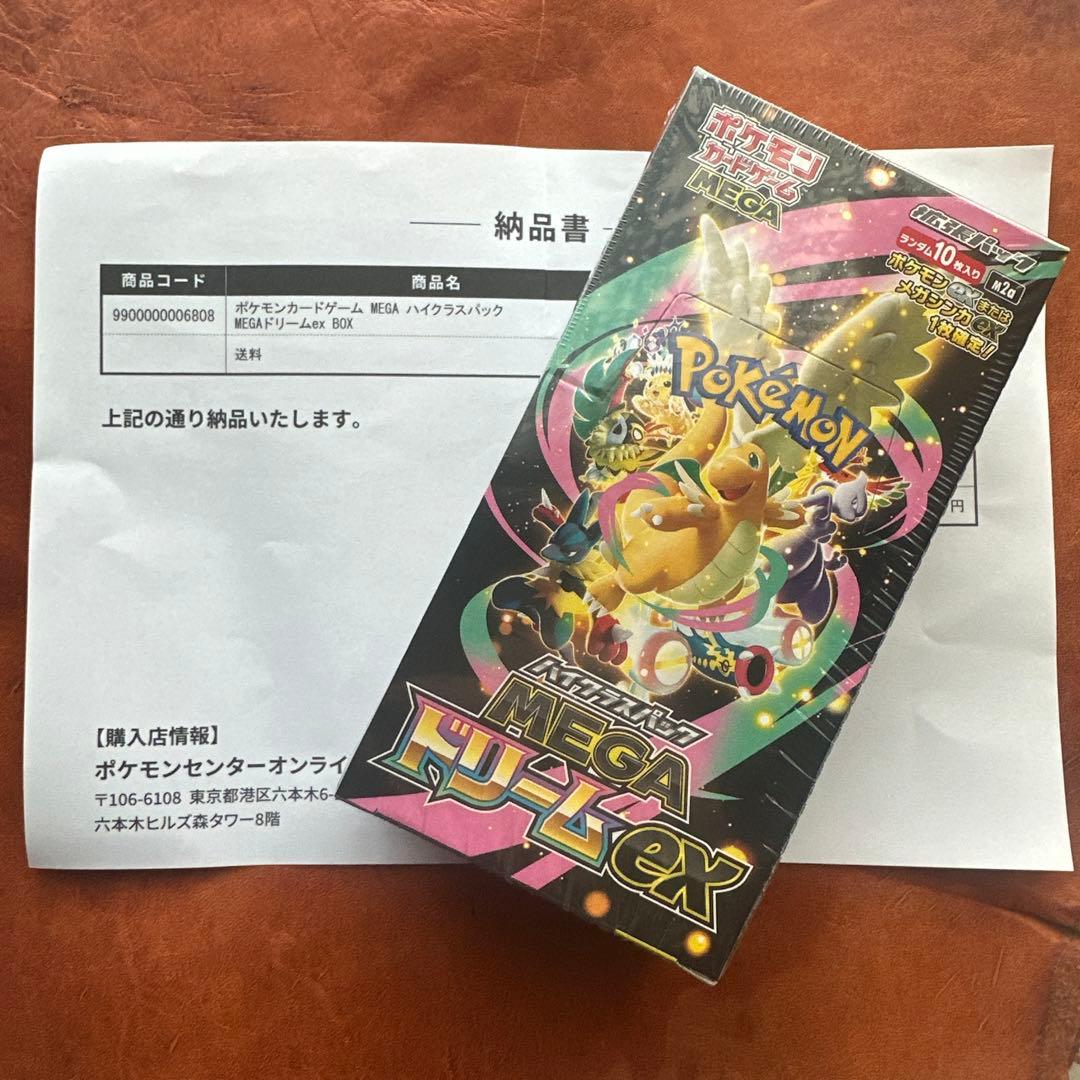 納品書
商品コード 商品名
9900000006808 ポケモンカードゲーム MEGA ハイクラスパック
MEGAドリームex BOX
送料
上記の通り納品いたします。
円
【購入店情報】
ポケモンセンターオンライ
〒106-6108 東京都港区六本木6-
六本木ヒルズ森タワー8階
ポケモン
カードゲーム
MEGA
拡張パック
ランダム10枚入り
M2a
ポケモンexまたは
メガシンカex
1枚確定!
POKéMON
ハイクラスパック
MEGA
ドリームex